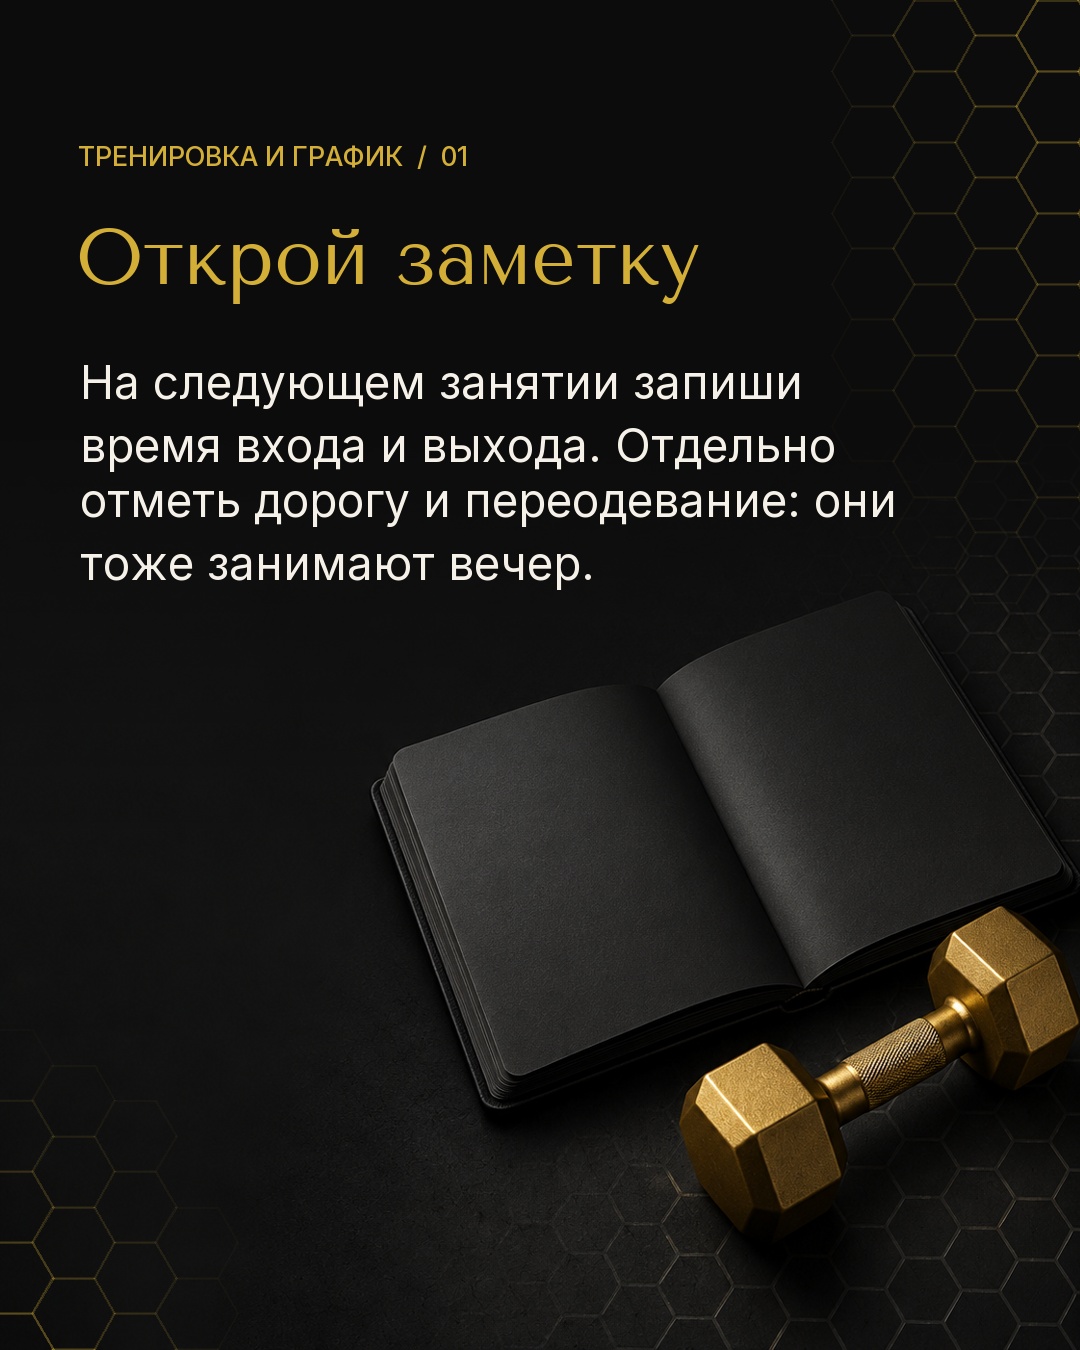 ТРЕНИРОВКА И ГРАФИК / 01
Открой заметку
На следующем занятии запиши
время входа и выхода. Отдельно
отметь дорогу и переодевание: они
тоже занимают вечер.